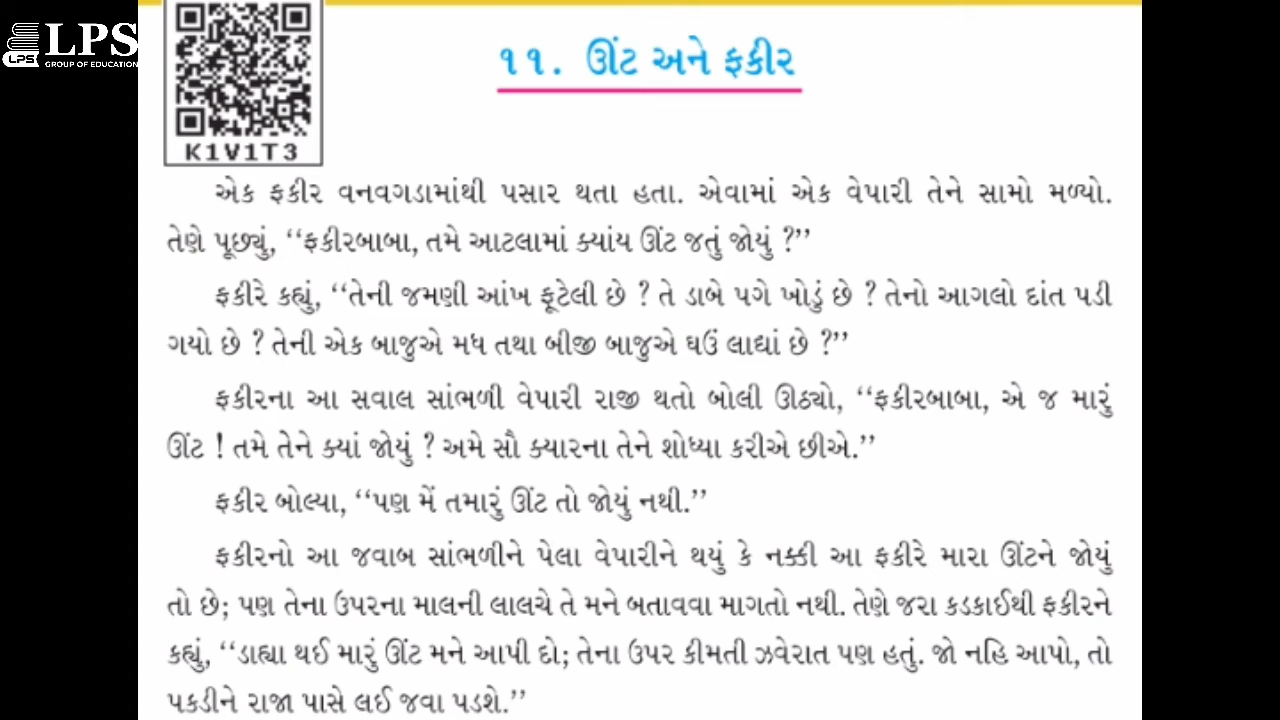 LPS
LPS
GROUP OF EDUCATION
K1V1T3
૧૧. ઊંટ અને ફકીર
એક ફકીર વનવગડામાંથી પસાર થતા હતા. એવામાં એક વેપારી તેને સામો મળ્યો.
તેણે પૂછ્યું, ‘‘ફકીરબાબા, તમે આટલામાં ક્યાંય ઊંટ જતું જોયું ?’’
ફકીરે કહ્યું, ‘‘તેની જમણી આંખ ફૂટેલી છે ? તે ડાબે પગે ખોડું છે ? તેનો આગલો દાંત પડી
ગયો છે ? તેની એક બાજુએ મધ તથા બીજી બાજુએ ઘઉં લાદ્યાં છે ?’’
ફકીરના આ સવાલ સાંભળી વેપારી રાજી થતો બોલી ઊઠ્યો, ‘‘ફકીરબાબા, એ જ મારું
ઊંટ ! તમે તેને ક્યાં જોયું ? અમે સૌ ક્યારના તેને શોધ્યા કરીએ છીએ.’’
ફકીર બોલ્યા, ‘‘પણ મેં તમારું ઊંટ તો જોયું નથી.’’
ફકીરનો આ જવાબ સાંભળીને પેલા વેપારીને થયું કે નક્કી આ ફકીરે મારા ઊંટને જોયું
તો છે; પણ તેના ઉપરના માલની લાલચે તે મને બતાવવા માગતો નથી. તેણે જરા કડકાઈથી ફકીરને
કહ્યું, ‘‘ડાહ્યા થઈ મારું ઊંટ મને આપી દો; તેના ઉપર કીમતી ઝવેરાત પણ હતું. જો નહિ આપો, તો
પકડીને રાજા પાસે લઈ જવા પડશે.’’